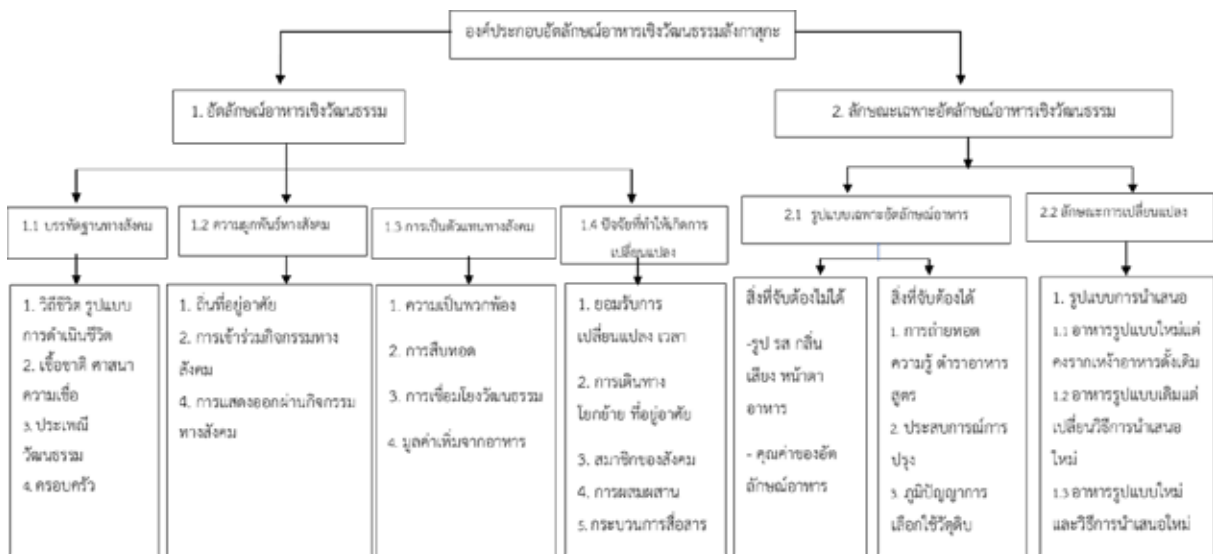 องค์ประกอบอัตลักษณ์อาหารเชิงวัฒนธรรมลังกาสุกะ
1. อัตลักษณ์อาหารเชิงวัฒนธรรม
2. ลักษณะเฉพาะอัตลักษณ์อาหารเชิงวัฒนธรรม
1.1 บรรทัดฐานทางสังคม
1.2 ความผูกพันธ์ทางสังคม
1.3 การเป็นตัวแทนทางสังคม
1.4 ปัจจัยที่ทำให้เกิดการ
เปลี่ยนแปลง
2.1 รูปแบบเฉพาะอัตลักษณ์อาหาร
2.2 ลักษณะการเปลี่ยนแปลง
1. วิถีชีวิต รูปแบบ
การดำเนินชีวิต
2. เชื้อชาติ ศาสนา
ความเชื่อ
3. ประเพณี
วัฒนธรรม
4. ครอบครัว
1. ถิ่นที่อยู่อาศัย
2. การเข้าร่วมกิจกรรมทาง
สังคม
4. การแสดงออกผ่านกิจกรรม
ทางสังคม
1. ความเป็นพวกพ้อง
2. การสืบทอด
3. การเชื่อมโยงวัฒนธรรม
4. มูลค่าเพิ่มจากอาหาร
1. ยอมรับการ
เปลี่ยนแปลง เวลา
2. การเดินทาง
โยกย้าย ที่อยู่อาศัย
3. สมาชิกของสังคม
4. การผสมผสาน
5. กระบวนการสื่อสาร
สิ่งที่จับต้องไม่ได้
-รูป รส กลิ่น
เสียง หน้าตา
อาหาร
- คุณค่าของอัต
ลักษณ์อาหาร
สิ่งที่จับต้องได้
1. การถ่ายทอด
ความรู้ ตำราอาหาร
สูตร
2. ประสบการณ์การ
ปรุง
3. ภูมิปัญญาการ
เลือกใช้วัตุดิบ
1. รูปแบบการนำเสนอ
1.1 อาหารรูปแบบใหม่แต่
คงรากเหง้าอาหารดั้งเดิม
1.2 อาหารรูปแบบเดิมแต่
เปลี่ยนวิธีการนำเสนอ
ใหม่
1.3 อาหารรูปแบบใหม่
และวิธีการนำเสนอใหม่